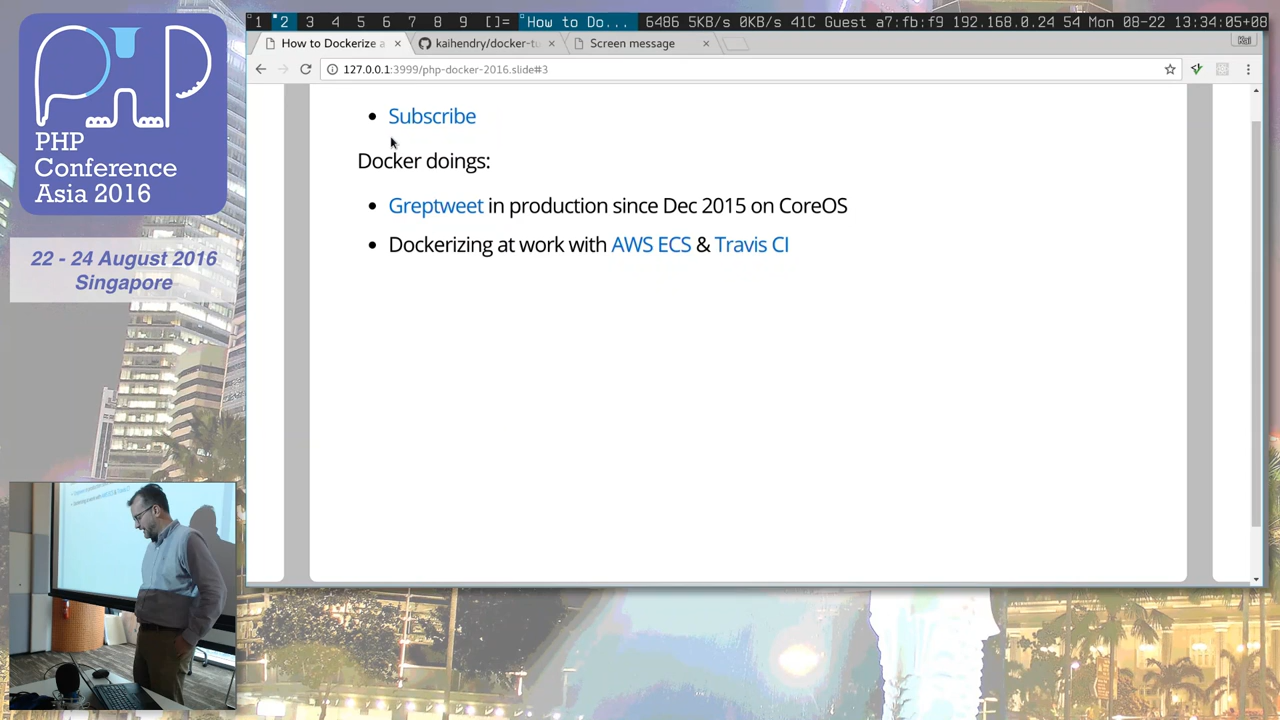 PHP
Conference
Asia 2016
22 - 24 August 2016
Singapore
1 2 3 4 5 6 7 8 9 []= How to Do... 6486 5KB/s 0KB/s 41C Guest a7:fb:f9 192.168.0.24 54 Mon 08-22 13:34:05+08
How to Dockerize a × kaihendry/docker-tu × Screen message × Kai
127.0.0.1:3999/php-docker-2016.slide#3
• Subscribe
Docker doings:
• Greptweet in production since Dec 2015 on CoreOS
• Dockerizing at work with AWS ECS & Travis CI